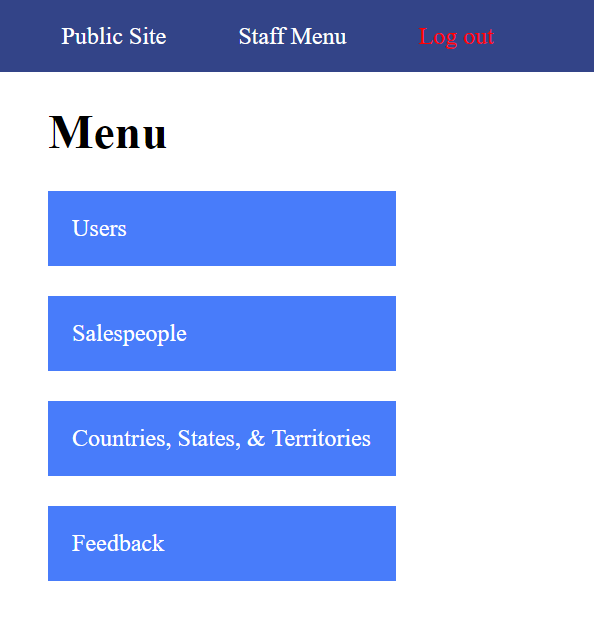 Public Site Staff Menu Log out
Menu
Users
Salespeople
Countries, States, & Territories
Feedback